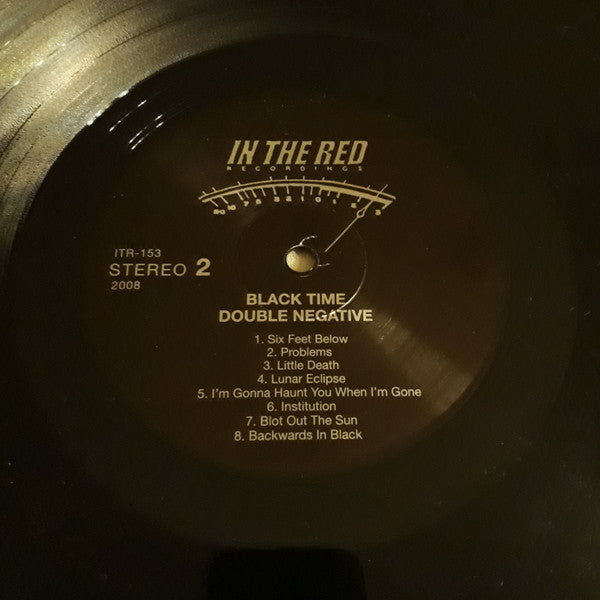 IN THE RED
RECORDINGS
ITR-153
STEREO 2
2008
BLACK TIME
DOUBLE NEGATIVE
1. Six Feet Below
2. Problems
3. Little Death
4. Lunar Eclipse
5. I'm Gonna Haunt You When I'm Gone
6. Institution
7. Blot Out The Sun
8. Backwards In Black